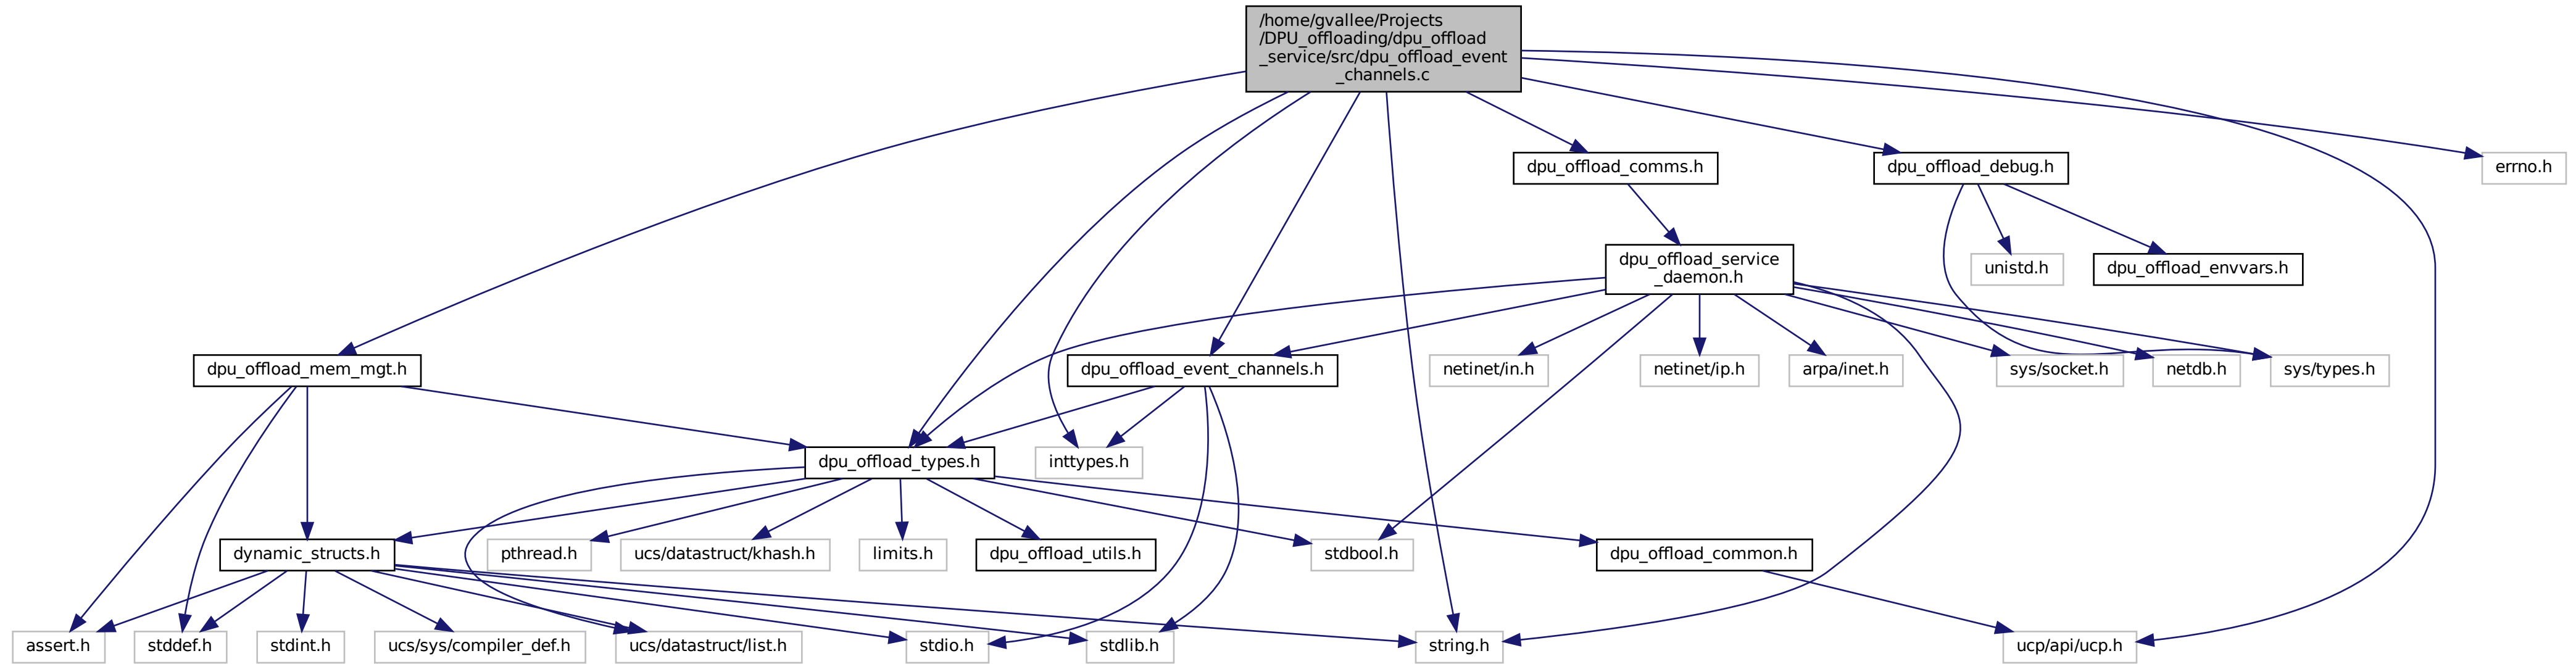 /home/gvallee/Projects
/DPU_offloading/dpu_offload
_service/src/dpu_offload_event
_channels.c
dpu_offload_comms.h
dpu_offload_debug.h
errno.h
dpu_offload_service
_daemon.h
unistd.h
dpu_offload_envvars.h
dpu_offload_mem_mgt.h
dpu_offload_event_channels.h
netinet/in.h
netinet/ip.h
arpa/inet.h
sys/socket.h
netdb.h
sys/types.h
dpu_offload_types.h
inttypes.h
dynamic_structs.h
pthread.h
ucs/datastruct/khash.h
limits.h
dpu_offload_utils.h
stdbool.h
dpu_offload_common.h
assert.h
stddef.h
stdint.h
ucs/sys/compiler_def.h
ucs/datastruct/list.h
stdio.h
stdlib.h
string.h
ucp/api/ucp.h